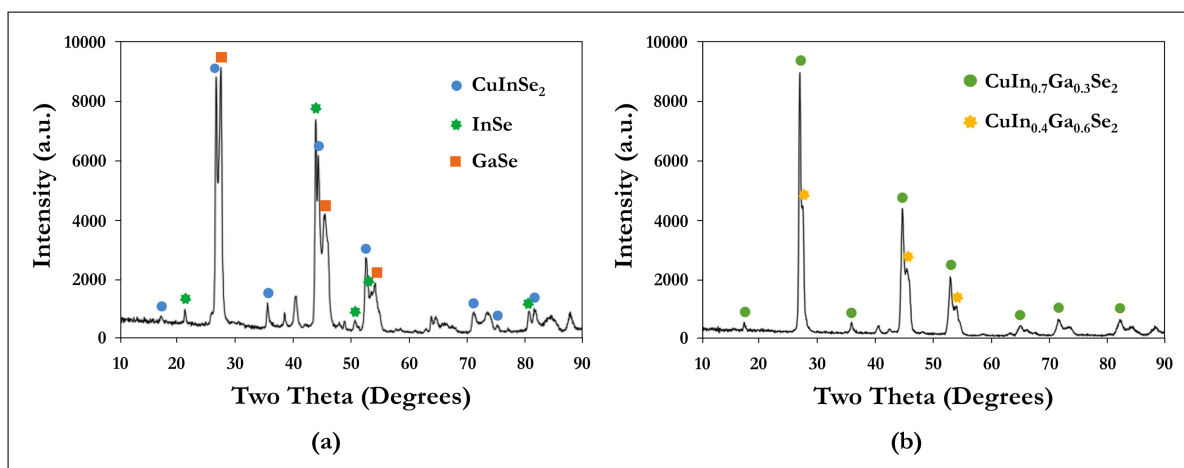 10000
8000
6000
4000
2000
0
Intensity (a.u.)
CuInSe₂
InSe
GaSe
10 20 30 40 50 60 70 80 90
Two Theta (Degrees)
(a)
10000
8000
6000
4000
2000
0
Intensity (a.u.)
CuIn₀.₇Ga₀.₃Se₂
CuIn₀.₄Ga₀.₆Se₂
10 20 30 40 50 60 70 80 90
Two Theta (Degrees)
(b)